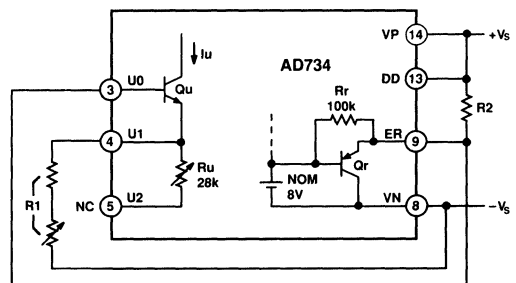 VP 14 +VS
Iu
AD734
DD 13
3 U0 Qu
Rr
100k
R2
4 U1
ER 9
Ru
28k
Qr
R1
NC 5 U2
NOM
8V
VN 8 -VS